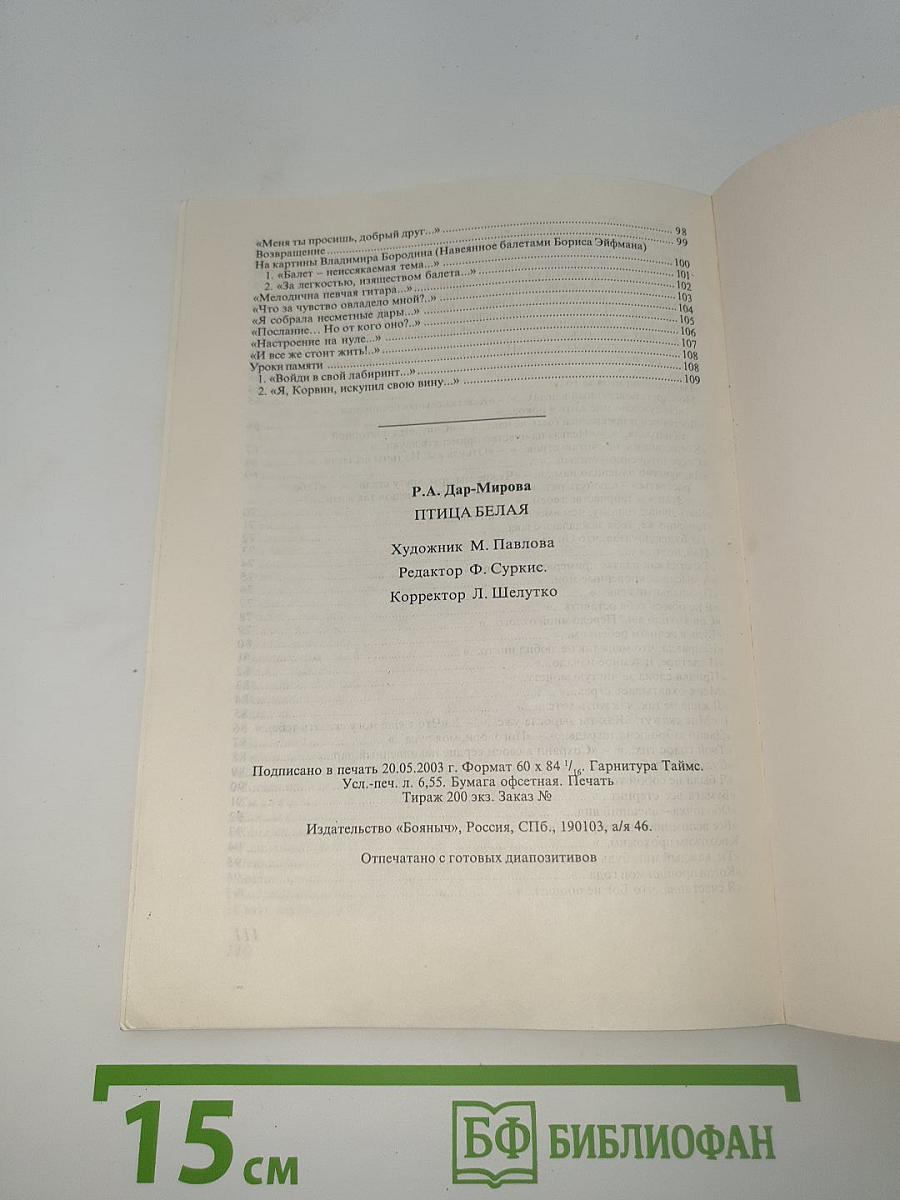 «Меня ты просишь, добрый друг...» 98
Возвращение 99
На картины Владимира Бородина (Навеянное балетами Бориса Эйфмана)
1. «Балет – неиссякаемая тема...» 100
2. «За легкостью, изяществом балета...» 101
«Мелодична певчая гитара...» 102
«Что за чувство овладело мной?..» 103
«Я собрала несметные дары...» 104
«Послание... Но от кого оно?..» 105
«Настроение на нуле...» 106
«И все же стоит жить!..» 107
Уроки памяти 108
1. «Войди в свой лабиринт...» 108
2. «Я, Корвин, искупил свою вину...» 109
Р.А. Дар-Мирова
ПТИЦА БЕЛАЯ
Художник М. Павлова
Редактор Ф. Суркис.
Корректор Л. Шелутко
Подписано в печать 20.05.2003 г. Формат 60 х 84 1/16. Гарнитура Таймс.
Усл.-печ. л. 6,55. Бумага офсетная. Печать
Тираж 200 экз. Заказ №
Издательство «Бояныч», Россия, СПб., 190103, а/я 46.
Отпечатано с готовых диапозитивов
15 см
БФ БИБЛИОФАН